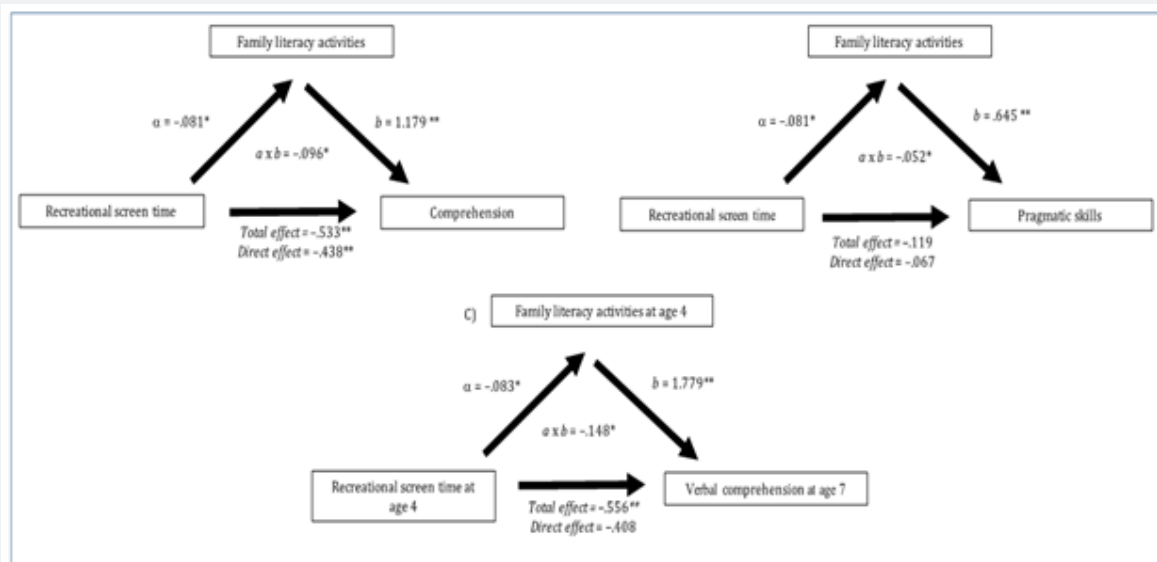 Family literacy activities
Family literacy activities
α = -.081*
b = 1.179 **
a x b = -.096*
α = -.081*
b = .645 **
a x b = -.052*
Recreational screen time
Comprehension
Total effect = -.533**
Direct effect = -.438**
Recreational screen time
Pragmatic skills
Total effect = -.119
Direct effect = -.067
C)
Family literacy activities at age 4
α = -.083*
b = 1.779**
a x b = -.148*
Recreational screen time at
age 4
Verbal comprehension at age 7
Total effect = -.556**
Direct effect = -.408